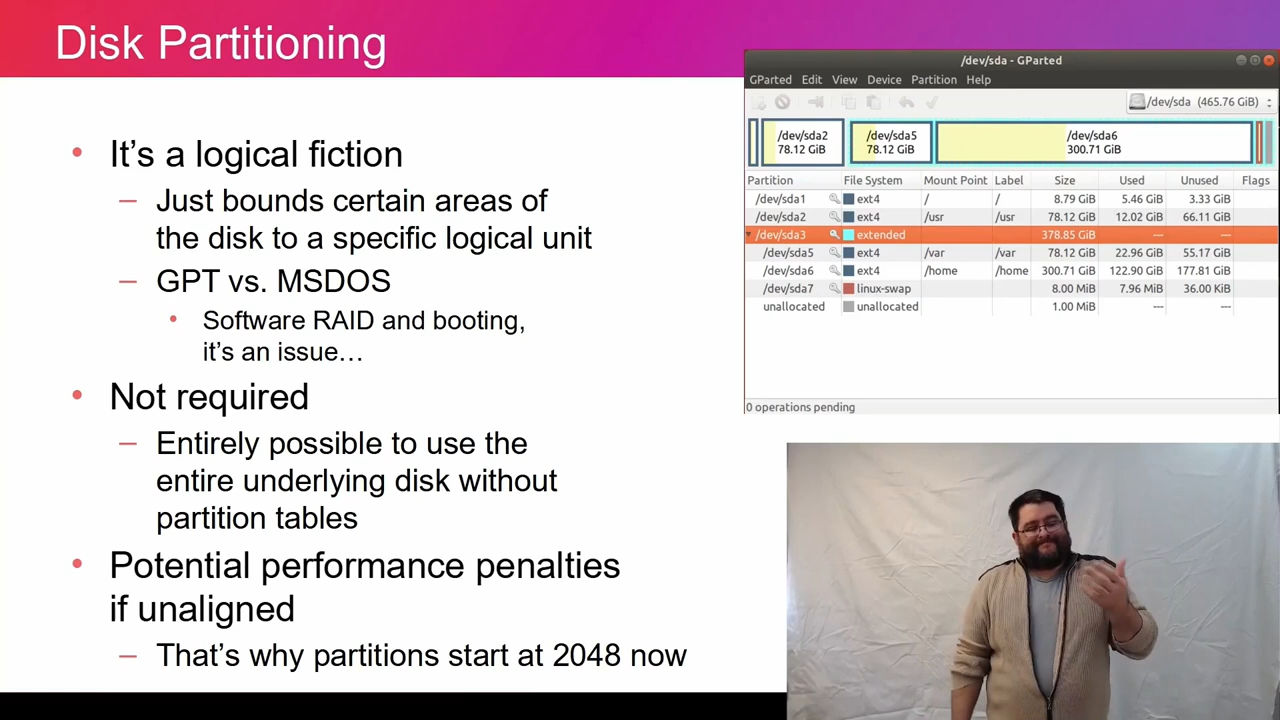 Disk Partitioning
• It's a logical fiction
– Just bounds certain areas of
the disk to a specific logical unit
– GPT vs. MSDOS
• Software RAID and booting,
it's an issue…
• Not required
– Entirely possible to use the
entire underlying disk without
partition tables
• Potential performance penalties
if unaligned
– That's why partitions start at 2048 now
/dev/sda - GParted
GParted Edit View Device Partition Help
/dev/sda (465.76 GiB)
/dev/sda2 /dev/sda5 /dev/sda6
78.12 GiB 78.12 GiB 300.71 GiB
Partition File System Mount Point Label Size Used Unused Flags
/dev/sda1 ext4 / / 8.79 GiB 5.46 GiB 3.33 GiB
/dev/sda2 ext4 /usr /usr 78.12 GiB 12.02 GiB 66.11 GiB
/dev/sda3 extended 378.85 GiB --- ---
/dev/sda5 ext4 /var /var 78.12 GiB 22.96 GiB 55.17 GiB
/dev/sda6 ext4 /home /home 300.71 GiB 122.90 GiB 177.81 GiB
/dev/sda7 linux-swap 8.00 MiB 7.96 MiB 36.00 KiB
unallocated unallocated 1.00 MiB --- ---
0 operations pending